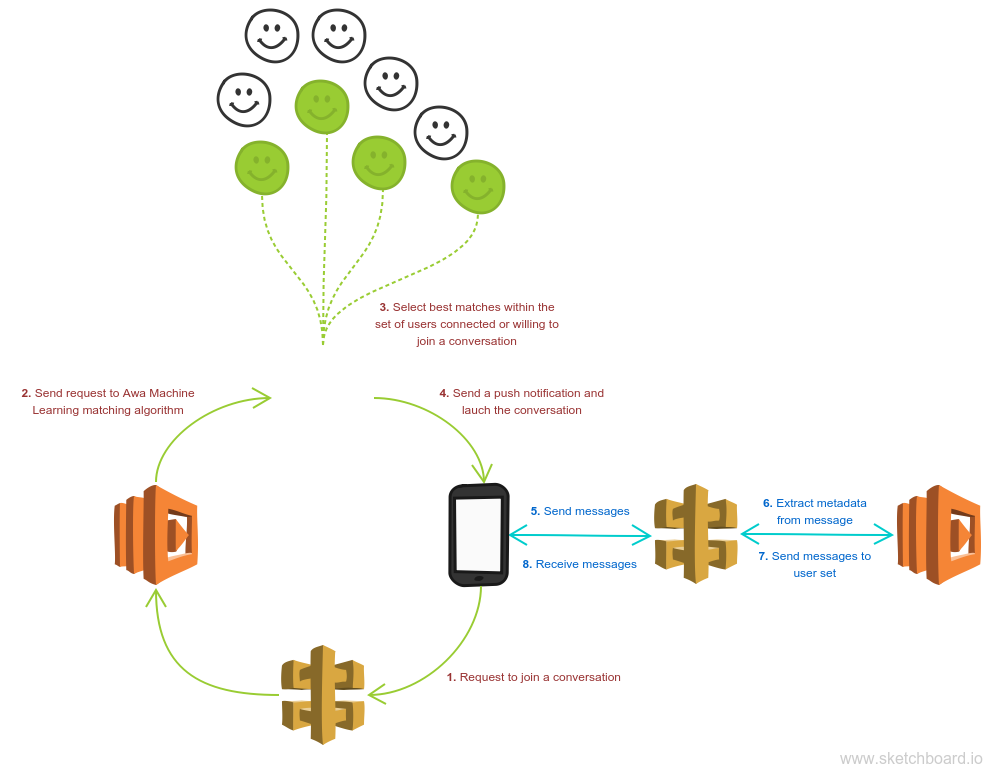 3. Select best matches within the
set of users connected or willing to
join a conversation
2. Send request to Awa Machine
Learning matching algorithm
4. Send a push notification and
lauch the conversation
5. Send messages
8. Receive messages
6. Extract metadata
from message
7. Send messages to
user set
1. Request to join a conversation
www.sketchboard.io